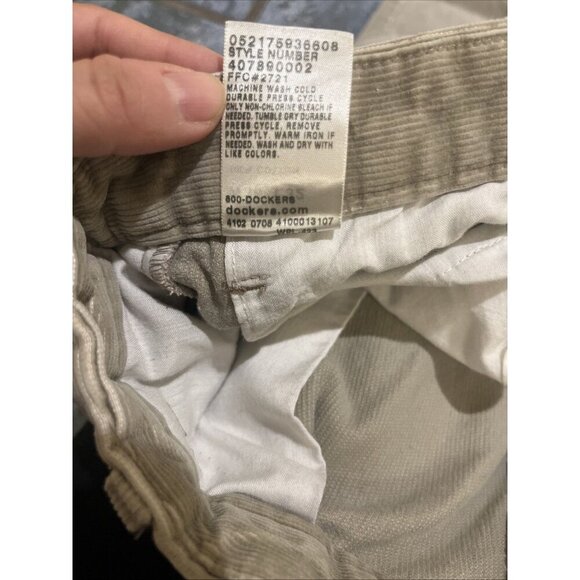 052175936608
STYLE NUMBER
407890002
FFC#2721
MACHINE WASH COLD
DURABLE PRESS CYCLE
ONLY NON-CHLORINE BLEACH IF
NEEDED. TUMBLE DRY DURABLE
PRESS CYCLE, REMOVE
PROMPTLY. WARM IRON IF
NEEDED. WASH AND DRY WITH
LIKE COLORS.
800-DOCKERS
dockers.com
4102 0708 4100013107
WPL 423